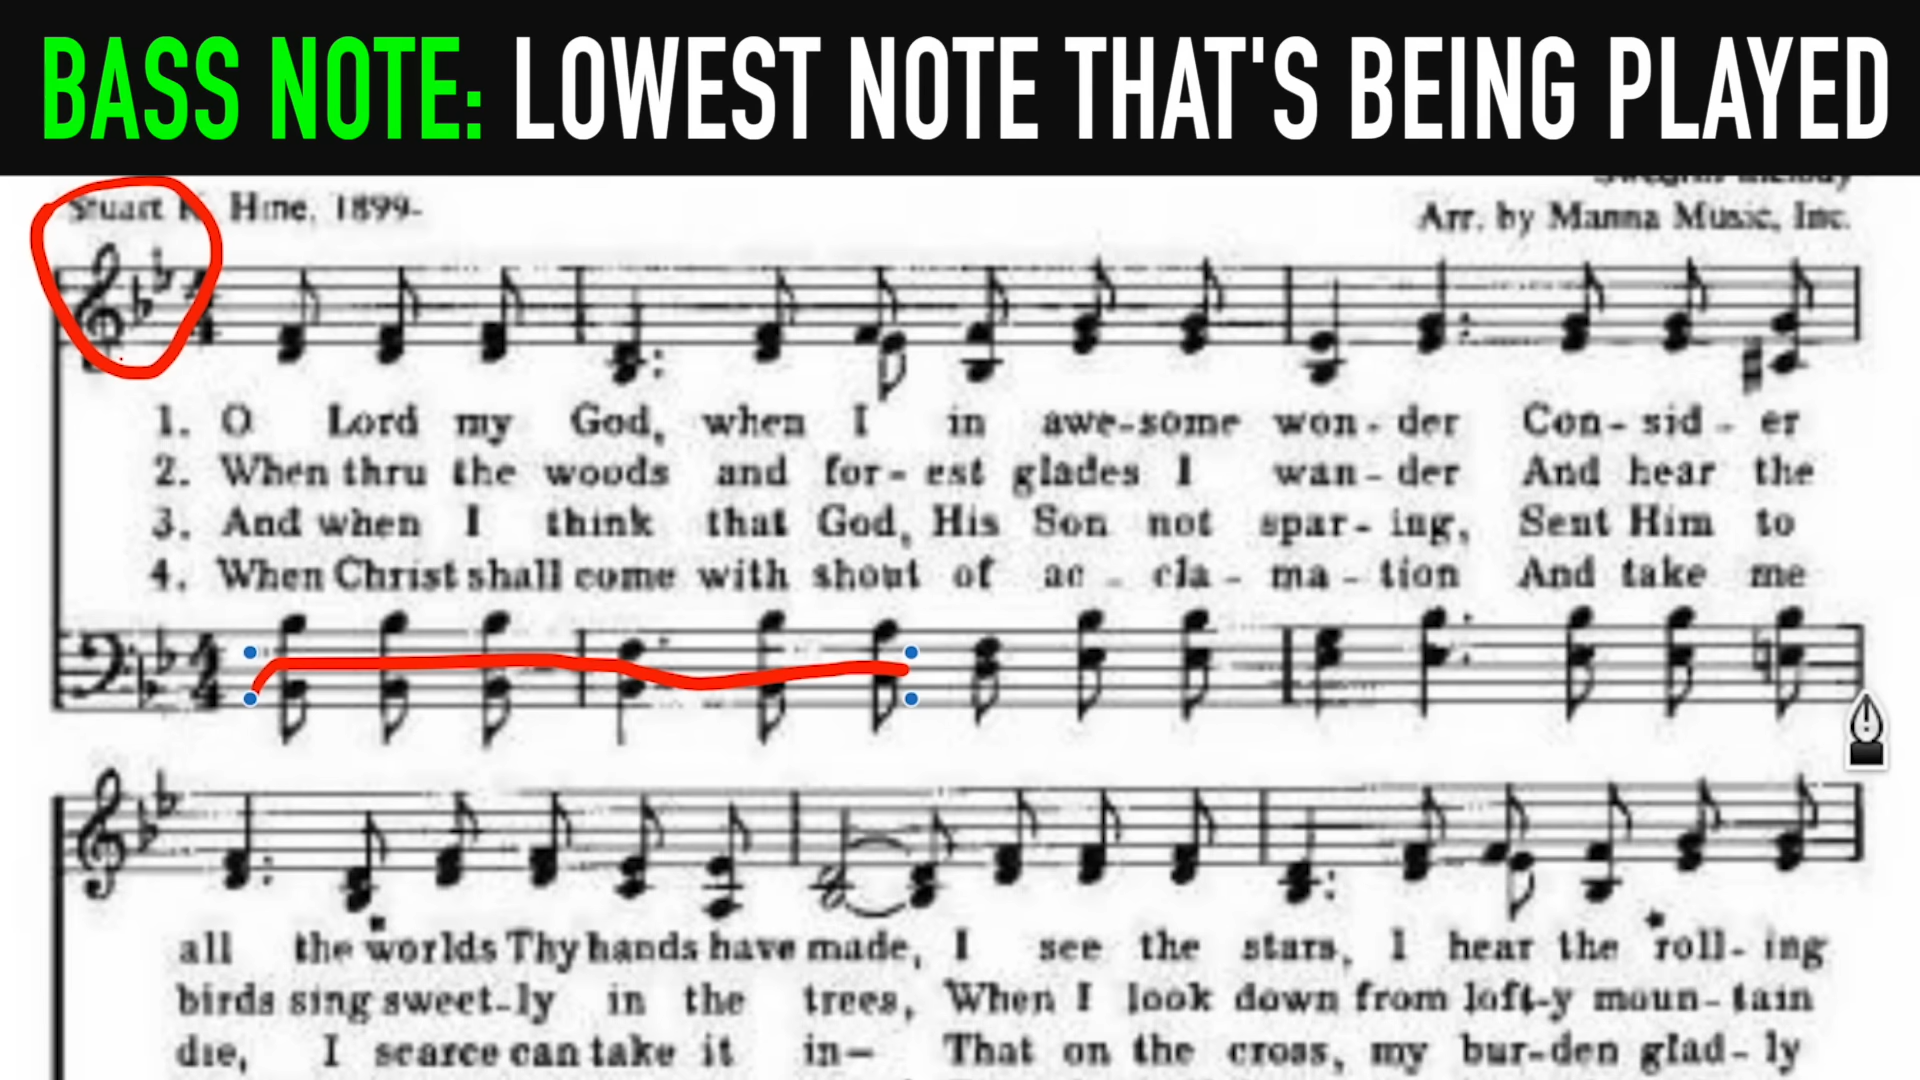 BASS NOTE: LOWEST NOTE THAT'S BEING PLAYED
Stuart K. Hine, 1899-
Swedish Melody
Arr. by Manna Music, Inc.
1. O Lord my God, when I in awe-some won-der Con-sid-er
2. When thru the woods and for-est glades I wan-der And hear the
3. And when I think that God, His Son not spar-ing, Sent Him to
4. When Christ shall come with shout of ac-cla-ma-tion And take me
all the worlds Thy hands have made, I see the stars, I hear the roll-ing
birds sing sweet-ly in the trees, When I look down from loft-y moun-tain
die, I scarce can take it in— That on the cross, my bur-den glad-ly